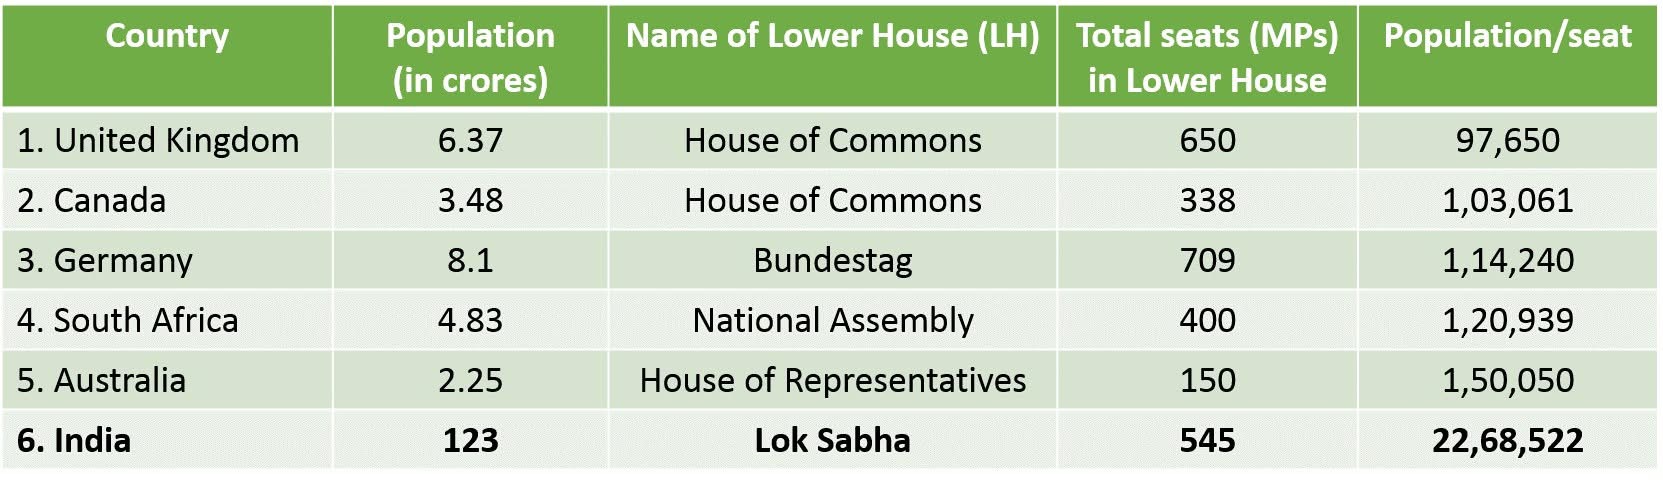 Country Population (in crores) Name of Lower House (LH) Total seats (MPs) in Lower House Population/seat
1. United Kingdom 6.37 House of Commons 650 97,650
2. Canada 3.48 House of Commons 338 1,03,061
3. Germany 8.1 Bundestag 709 1,14,240
4. South Africa 4.83 National Assembly 400 1,20,939
5. Australia 2.25 House of Representatives 150 1,50,050
6. India 123 Lok Sabha 545 22,68,522